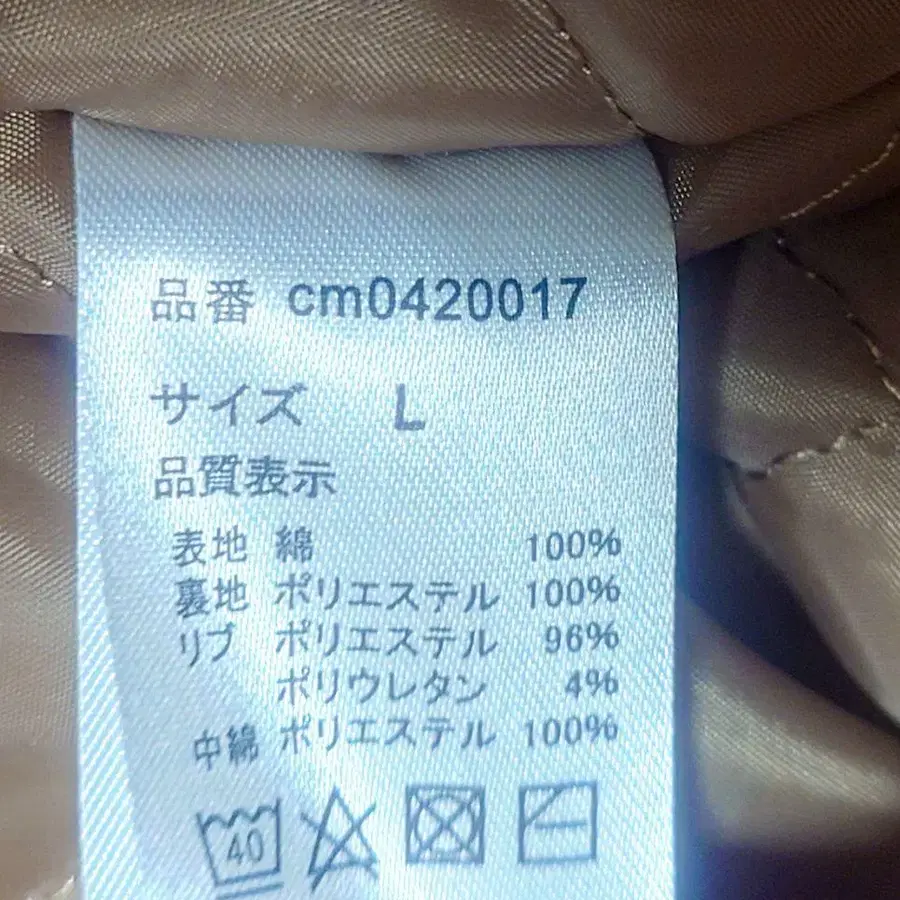 品番 cm0420017
サイズ L
品質表示
表地 綿 100%
裏地 ポリエステル 100%
リブ ポリエステル 96%
ポリウレタン 4%
中綿 ポリエステル 100%
40